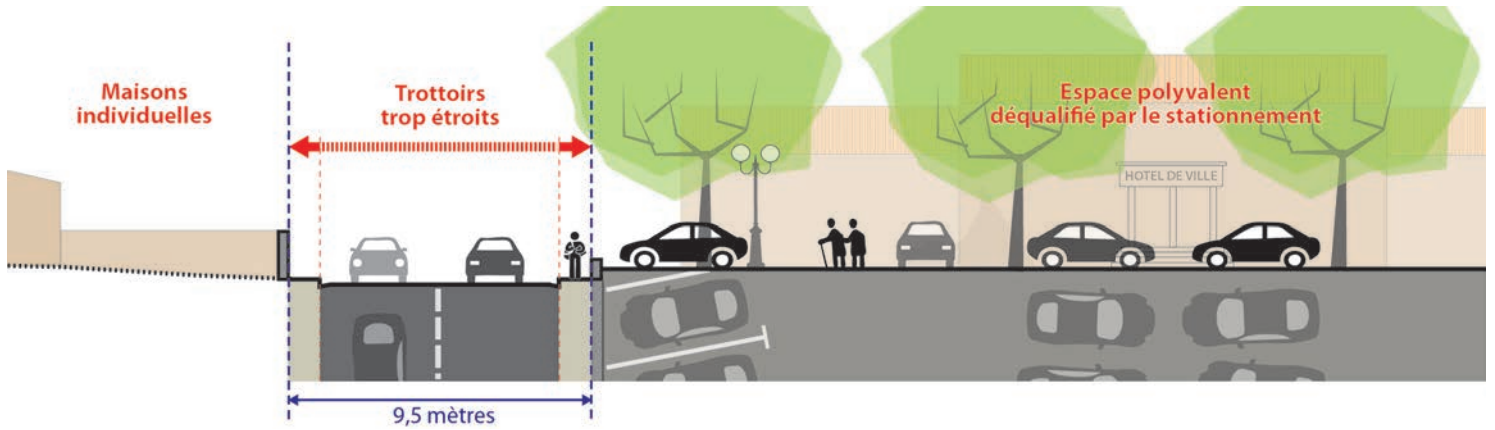 Maisons
individuelles
Trottoirs
trop étroits
Espace polyvalent
déqualifié par le stationnement
HOTEL DE VILLE
9,5 mètres